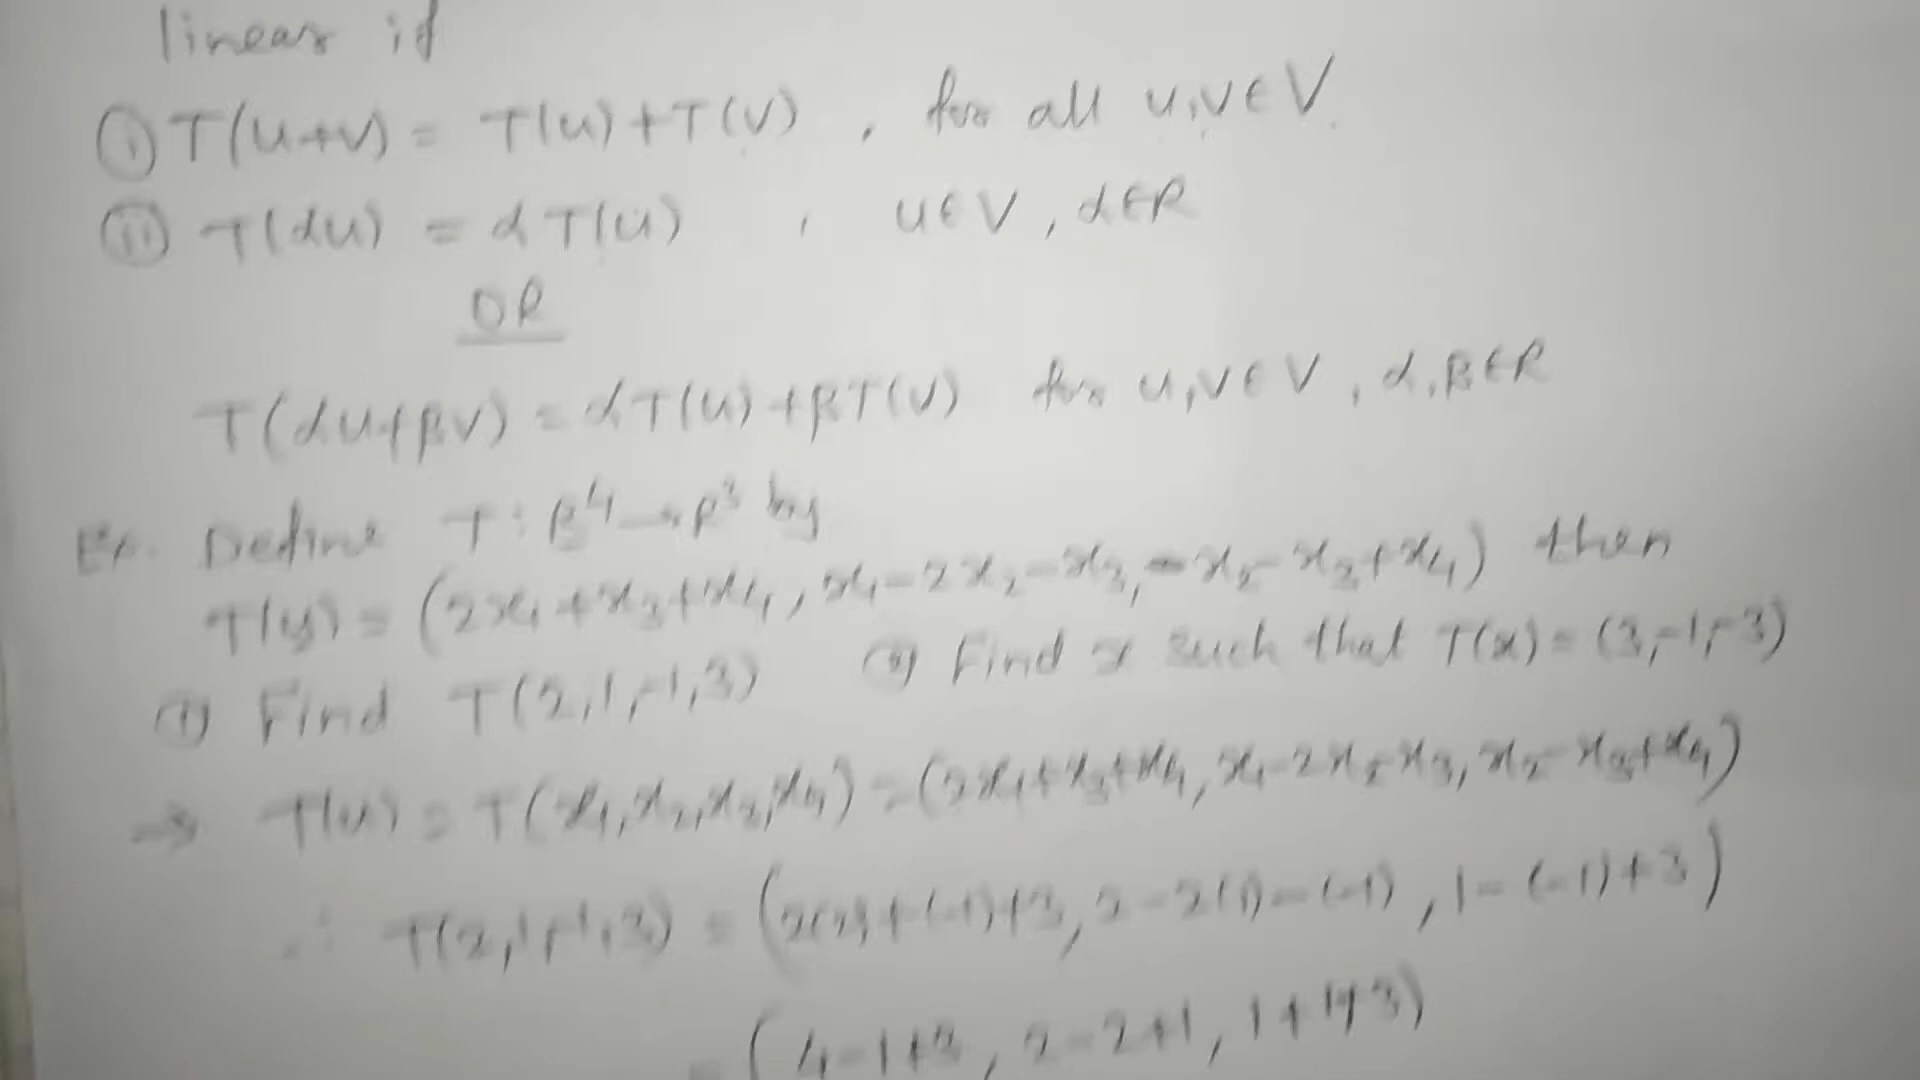 linear if
(i) T(u+v) = T(u)+T(v) , for all u,v∈V.
(ii) T(αu) = αT(u) , u∈V, α∈R
OR
T(αu+βv) = αT(u)+βT(v) for u,v∈V, α,β∈R
Ex. Define T: R⁴→R³ by
T(x) = (2x₁+x₃+x₄, x₁-2x₂-x₃, -x₂-x₃+x₄) then
(1) Find T(2,1,-1,3) (2) Find x such that T(x) = (3,-1,-3)
→ T(u) = T(x₁,x₂,x₃,x₄) = (2x₁+x₃+x₄, x₁-2x₂-x₃, x₂-x₃+x₄)
∴ T(2,1,-1,3) = (2(2)+(-1)+3, 2-2(1)-(-1), 1-(-1)+3)
= (4-1+3, 2-2+1, 1+1+3)